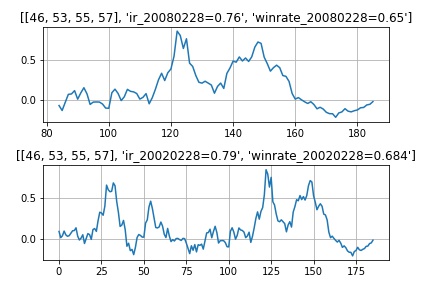 [[46, 53, 55, 57], 'ir_20080228=0.76', 'winrate_20080228=0.65']
0.5
0.0
80 100 120 140 160 180
[[46, 53, 55, 57], 'ir_20020228=0.79', 'winrate_20020228=0.684']
0.5
0.0
0 25 50 75 100 125 150 175